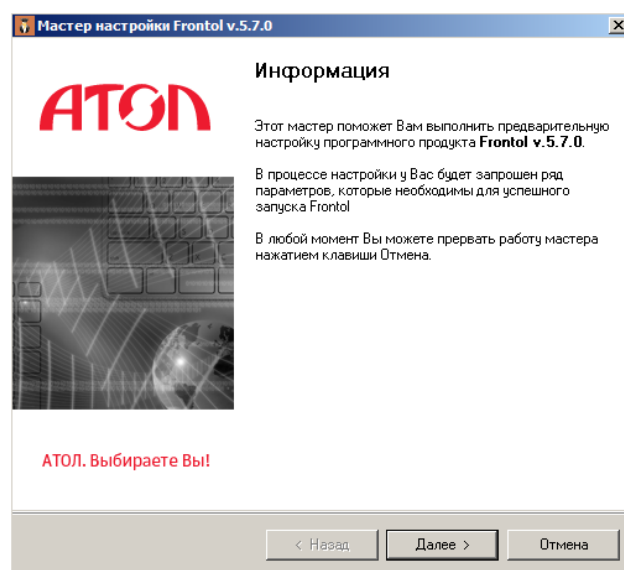 Мастер настройки Frontol v.5.7.0
АТОЛ
Информация
Этот мастер поможет Вам выполнить предварительную
настройку программного продукта Frontol v.5.7.0.
В процессе настройки у Вас будет запрошен ряд
параметров, которые необходимы для успешного
запуска Frontol
В любой момент Вы можете прервать работу мастера
нажатием клавиши Отмена.
АТОЛ. Выбираете Вы!
< Назад
Далее >
Отмена